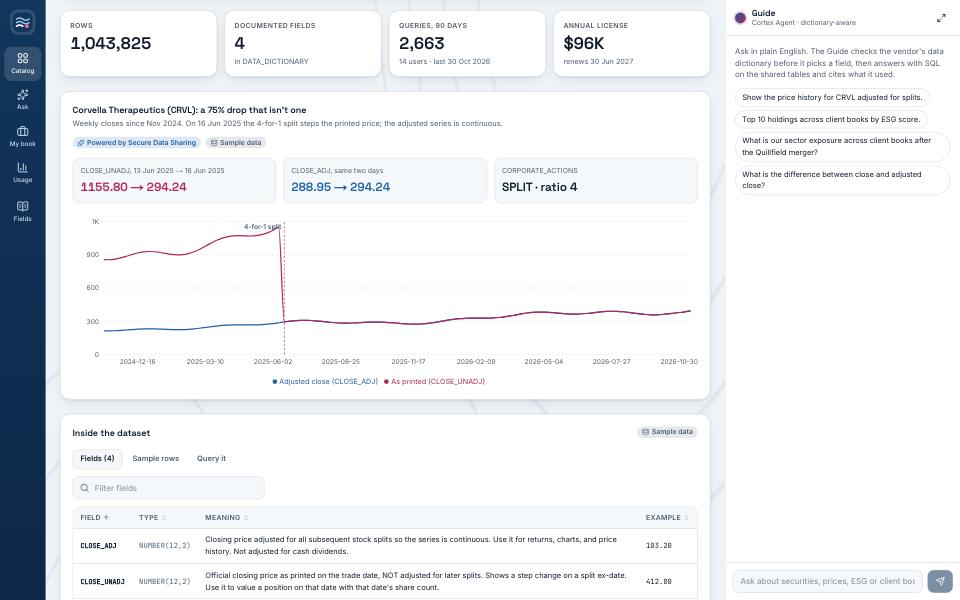 Catalog
Ask
My book
Usage
Fields
ROWS
1,043,825
DOCUMENTED FIELDS
4
in DATA_DICTIONARY
QUERIES, 90 DAYS
2,663
14 users · last 30 Oct 2026
ANNUAL LICENSE
$96K
renews 30 Jun 2027
Corvella Therapeutics (CRVL): a 75% drop that isn't one
Weekly closes since Nov 2024. On 16 Jun 2025 the 4-for-1 split steps the printed price; the adjusted series is continuous.
Powered by Secure Data Sharing
Sample data
CLOSE_UNADJ, 13 Jun 2025 → 16 Jun 2025
1155.80 → 294.24
CLOSE_ADJ, same two days
288.95 → 294.24
CORPORATE_ACTIONS
SPLIT · ratio 4
1K
900
600
300
0
4-for-1 split
2024-12-16
2025-03-10
2025-06-02
2025-08-25
2025-11-17
2026-02-09
2026-05-04
2026-07-27
2026-10-30
Adjusted close (CLOSE_ADJ)
As printed (CLOSE_UNADJ)
Inside the dataset
Sample data
Fields (4)
Sample rows
Query it
Filter fields
FIELD ↑
TYPE
MEANING
EXAMPLE
CLOSE_ADJ
NUMBER(12,2)
Closing price adjusted for all subsequent stock splits so the series is continuous. Use it for returns, charts, and price
history. Not adjusted for cash dividends.
103.20
CLOSE_UNADJ
NUMBER(12,2)
Official closing price as printed on the trade date, NOT adjusted for later splits. Shows a step change on a split ex-date.
Use it to value a position on that date with that date's share count.
412.80
Guide
Cortex Agent · dictionary-aware
Ask in plain English. The Guide checks the vendor's data
dictionary before it picks a field, then answers with SQL
on the shared tables and cites what it used.
Show the price history for CRVL adjusted for splits.
Top 10 holdings across client books by ESG score.
What is our sector exposure across client books after
the Quillfield merger?
What is the difference between close and adjusted
close?
Ask about securities, prices, ESG or client boo